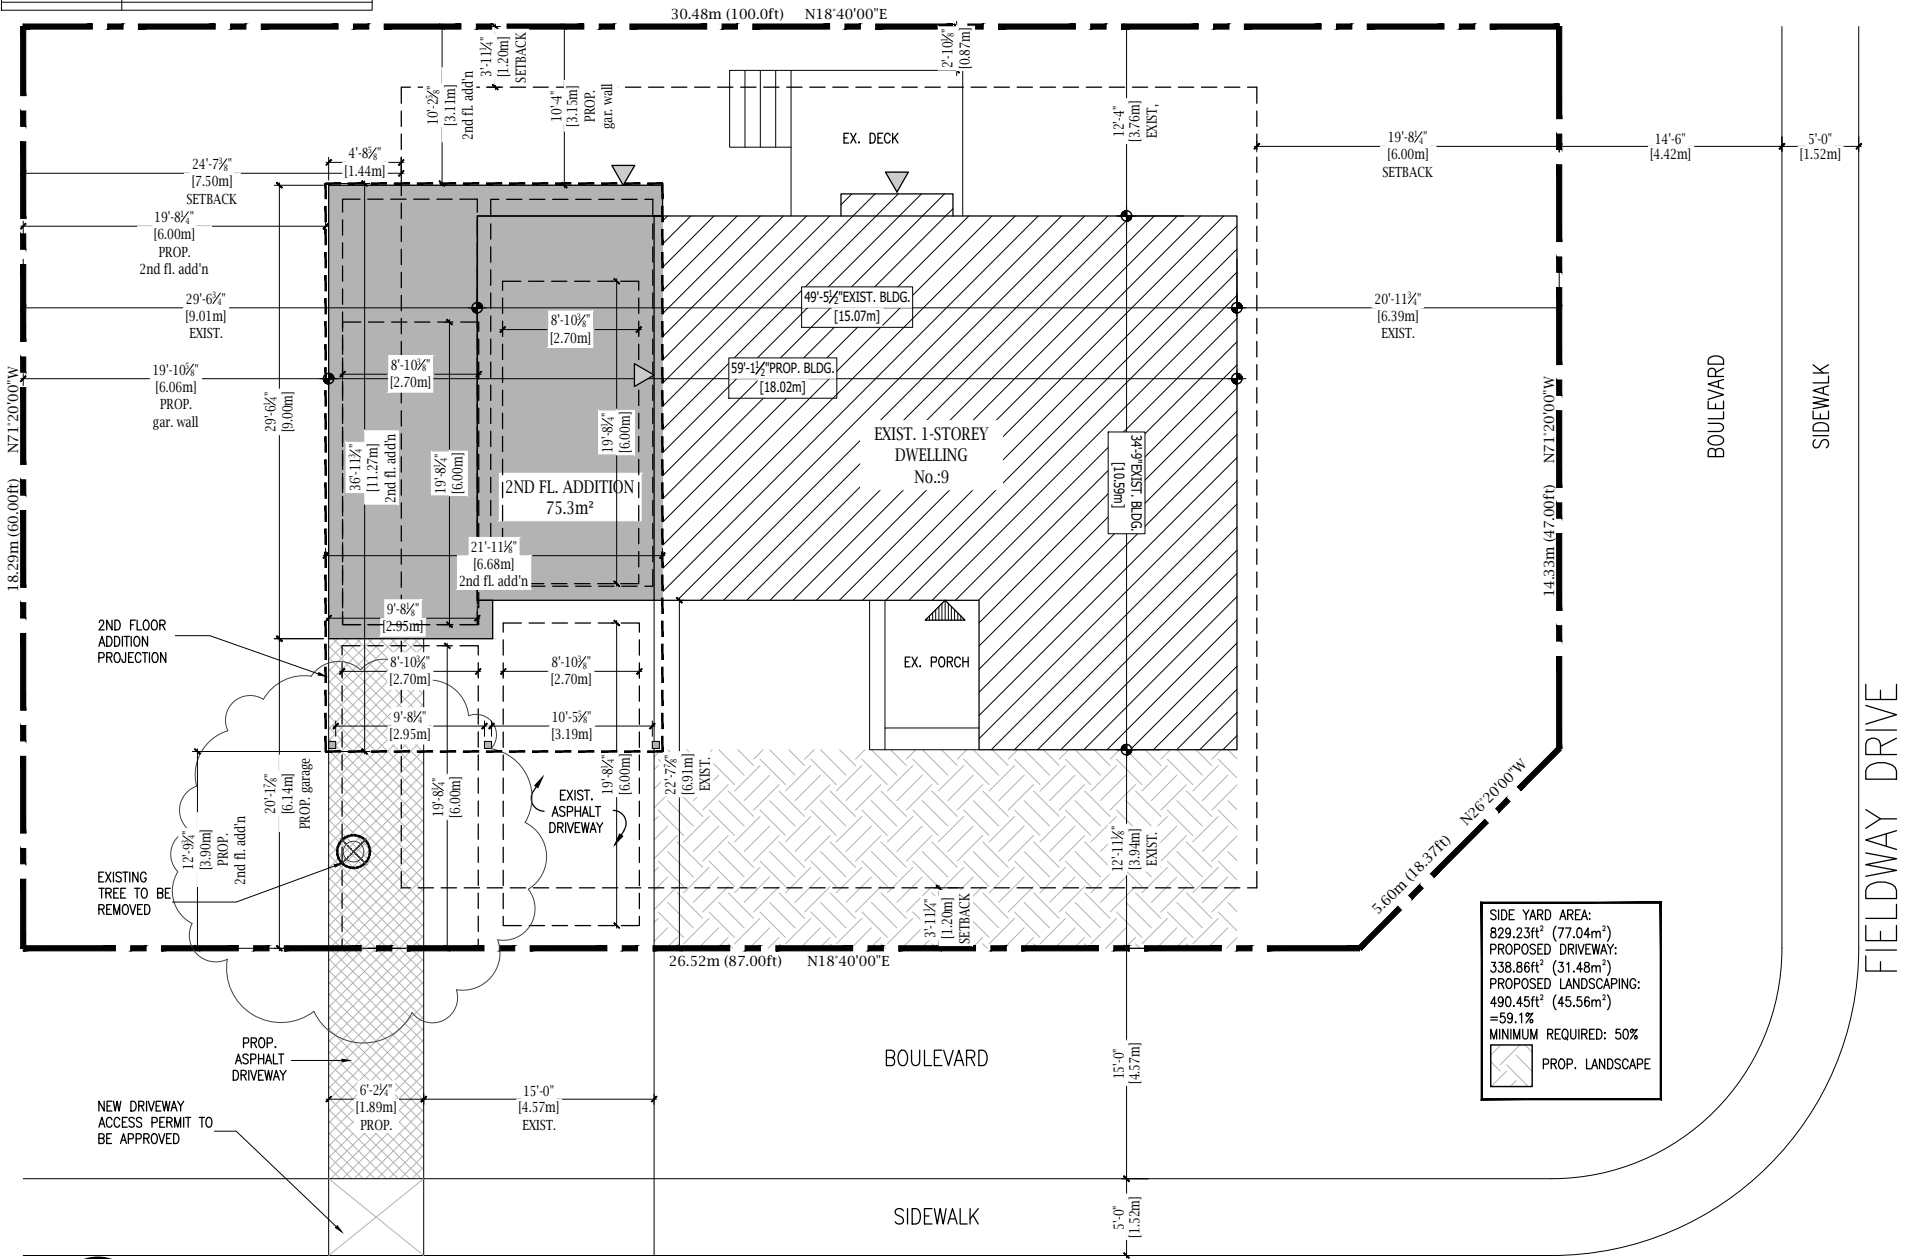 30.48m (100.0ft) N18°40'00"E
3'-11¼"
[1.20m]
SETBACK
2'-10⅜"
[0.87m]
10'-2⅝"
[3.11m]
2nd fl. add'n
10'-4"
[3.15m]
PROP.
gar. wall
12'-4"
[3.76m]
EXIST,
EX. DECK
19'-8¼"
[6.00m]
SETBACK
14'-6"
[4.42m]
5'-0"
[1.52m]
4'-8⅝"
[1.44m]
24'-7⅜"
[7.50m]
SETBACK
19'-8¼"
[6.00m]
PROP.
2nd fl. add'n
29'-6¾"
[9.01m]
EXIST.
49'-5½"EXIST. BLDG.
[15.07m]
20'-11¾"
[6.39m]
EXIST.
8'-10⅜"
[2.70m]
8'-10⅜"
[2.70m]
59'-1½"PROP. BLDG.
[18.02m]
19'-10⅝"
[6.06m]
PROP.
gar. wall
18.29m (60.00ft) N71°20'00"W
29'-6¼"
[9.00m]
36'-11¾"
[11.27m]
2nd fl. add'n
19'-8¼"
[6.00m]
19'-8¼"
[6.00m]
2ND FL. ADDITION
75.3m²
EXIST. 1-STOREY
DWELLING
No.:9
34'-9"EXIST. BLDG.
[10.59m]
14.33m (47.00ft) N71°20'00"W
BOULEVARD
SIDEWALK
21'-11⅛"
[6.68m]
2nd fl. add'n
9'-8⅛"
[2.95m]
2ND FLOOR
ADDITION
PROJECTION
8'-10⅜"
[2.70m]
8'-10⅜"
[2.70m]
EX. PORCH
9'-8¼"
[2.95m]
10'-5⅝"
[3.19m]
20'-1⅞"
[6.14m]
PROP. garage
12'-9¾"
[3.90m]
PROP.
2nd fl. add'n
19'-8¼"
[6.00m]
19'-8¼"
[6.00m]
22'-7⅞"
[6.91m]
EXIST.
EXIST.
ASPHALT
DRIVEWAY
12'-11⅛"
[3.94m]
EXIST.
3'-11¼"
[1.20m]
SETBACK
5.60m (18.37ft) N26°20'00"W
FIELDWAY DRIVE
EXISTING
TREE TO BE
REMOVED
26.52m (87.00ft) N18°40'00"E
SIDE YARD AREA:
829.23ft² (77.04m²)
PROPOSED DRIVEWAY:
338.86ft² (31.48m²)
PROPOSED LANDSCAPING:
490.45ft² (45.56m²)
=59.1%
MINIMUM REQUIRED: 50%
PROP. LANDSCAPE
PROP.
ASPHALT
DRIVEWAY
BOULEVARD
15'-0"
[4.57m]
6'-2¼"
[1.89m]
PROP.
15'-0"
[4.57m]
EXIST.
NEW DRIVEWAY
ACCESS PERMIT TO
BE APPROVED
SIDEWALK
5'-0"
[1.52m]